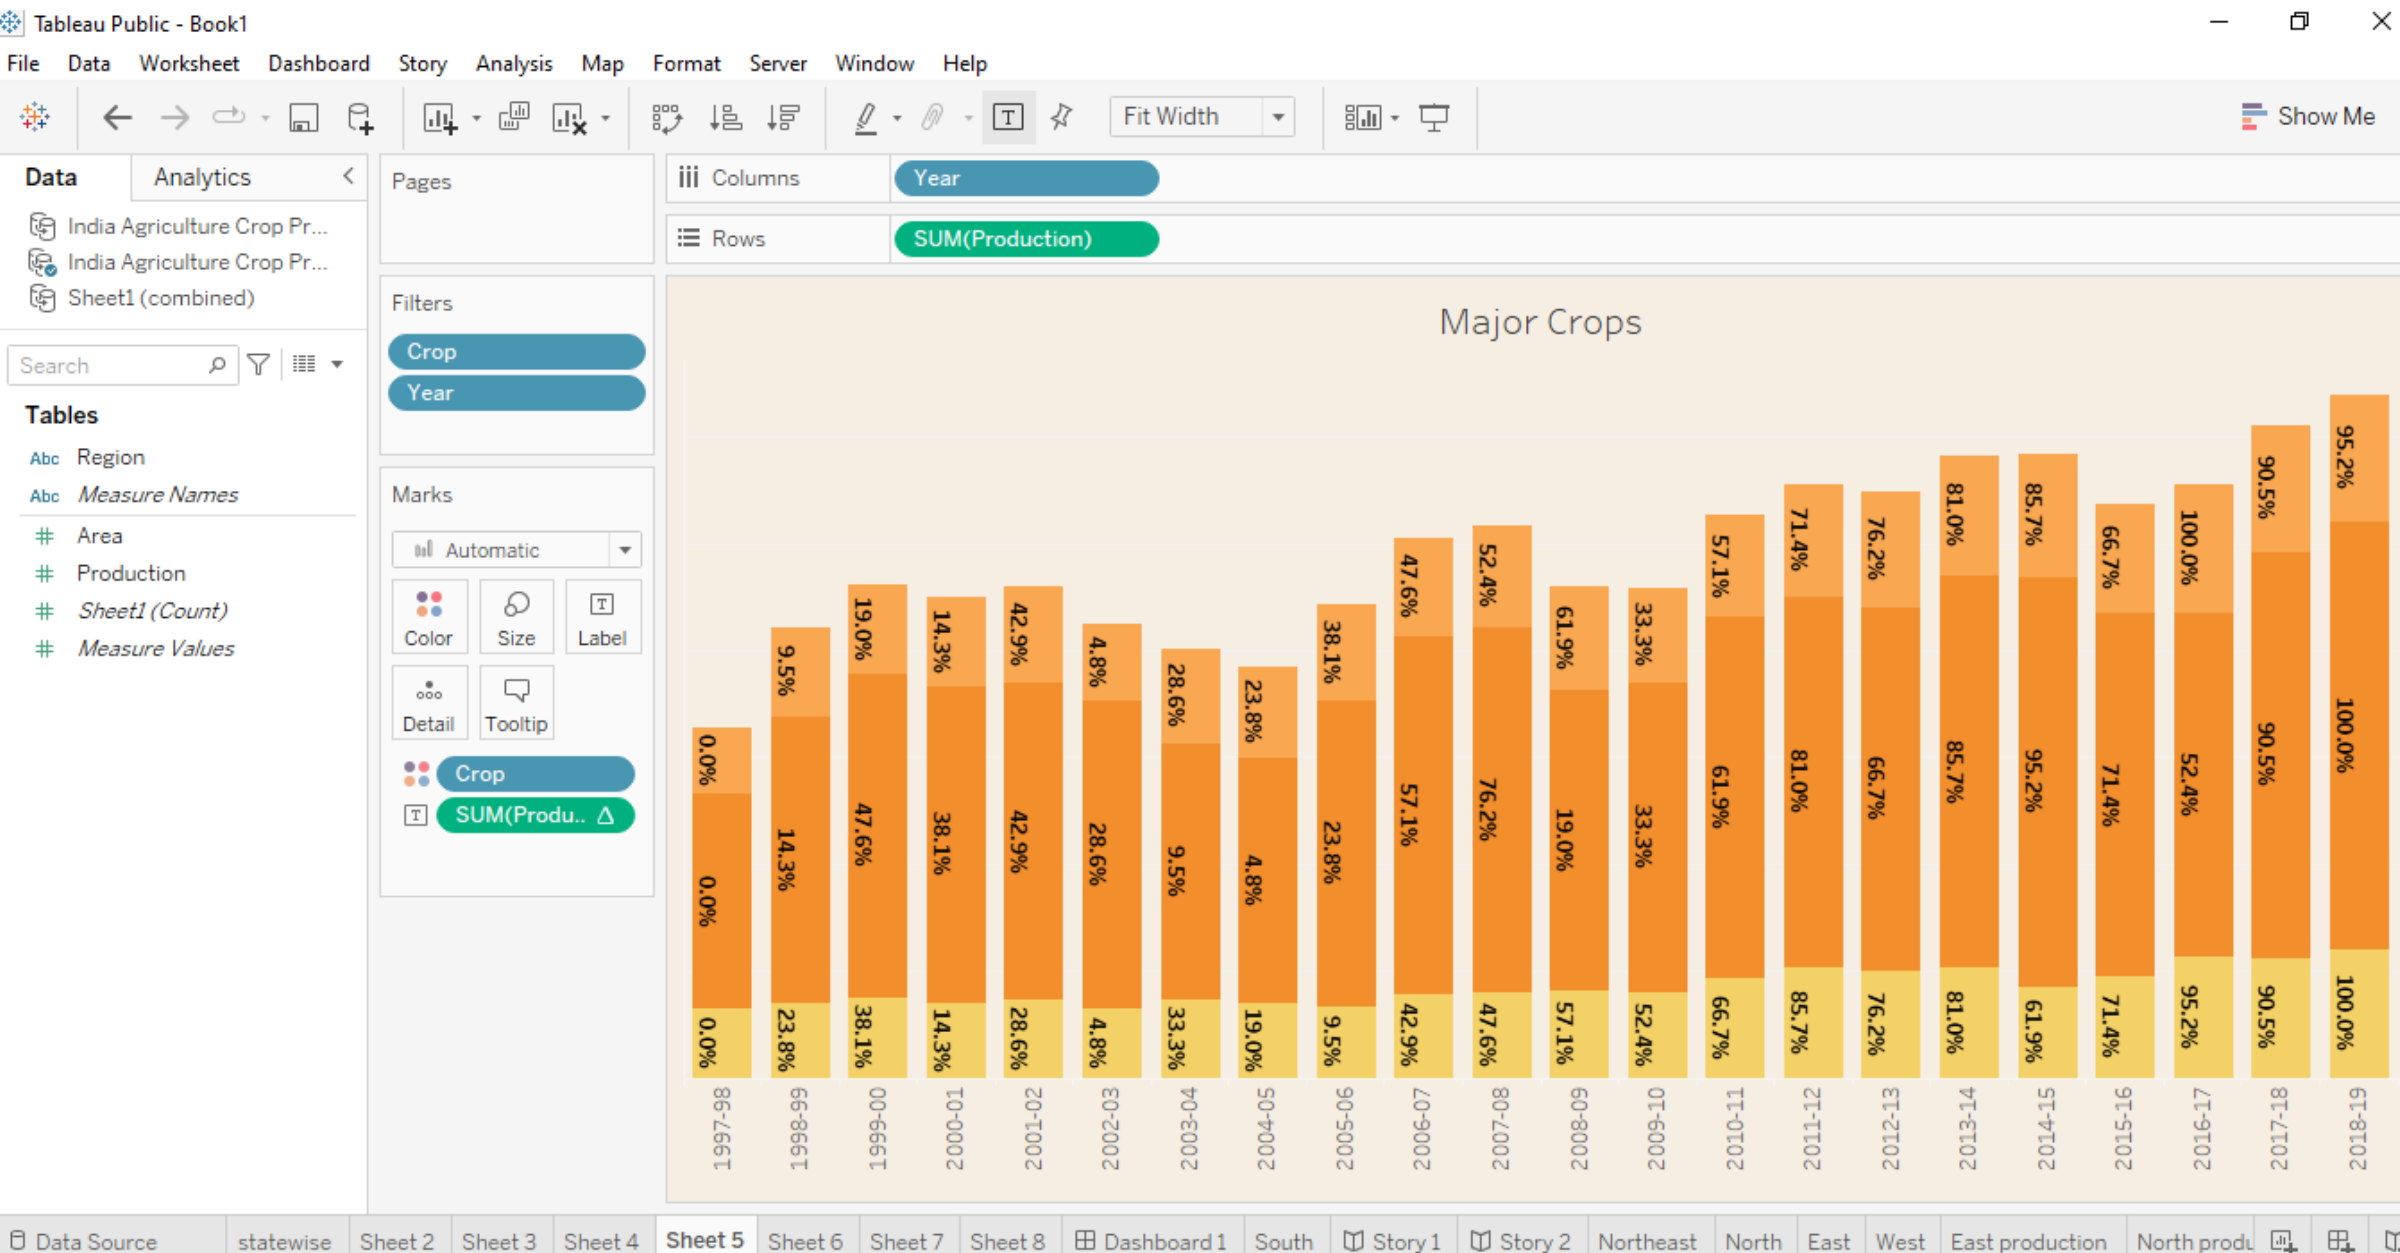 Tableau Public - Book1
File Data Worksheet Dashboard Story Analysis Map Format Server Window Help
Fit Width
Show Me
Data Analytics
India Agriculture Crop Pr...
India Agriculture Crop Pr...
Sheet1 (combined)
Search
Tables
Abc Region
Abc Measure Names
Area
Production
Sheet1 (Count)
Measure Values
Pages
Filters
Crop
Year
Marks
Automatic
Color Size Label
Detail Tooltip
Crop
SUM(Produ.. Δ
Columns Year
Rows SUM(Production)
Major Crops
0.0% 9.5% 19.0% 14.3% 42.9% 4.8% 28.6% 23.8% 38.1% 47.6% 52.4% 61.9% 33.3% 57.1% 71.4% 76.2% 81.0% 85.7% 66.7% 100.0% 90.5% 95.2%
0.0% 14.3% 47.6% 38.1% 42.9% 28.6% 9.5% 4.8% 23.8% 57.1% 76.2% 19.0% 33.3% 61.9% 81.0% 66.7% 85.7% 95.2% 71.4% 52.4% 90.5% 100.0%
0.0% 23.8% 38.1% 14.3% 28.6% 4.8% 33.3% 19.0% 9.5% 42.9% 47.6% 57.1% 52.4% 66.7% 85.7% 76.2% 81.0% 61.9% 71.4% 95.2% 90.5% 100.0%
1997-98 1998-99 1999-00 2000-01 2001-02 2002-03 2003-04 2004-05 2005-06 2006-07 2007-08 2008-09 2009-10 2010-11 2011-12 2012-13 2013-14 2014-15 2015-16 2016-17 2017-18 2018-19
Data Source statewise Sheet 2 Sheet 3 Sheet 4 Sheet 5 Sheet 6 Sheet 7 Sheet 8 Dashboard 1 South Story 1 Story 2 Northeast North East West East production North produ